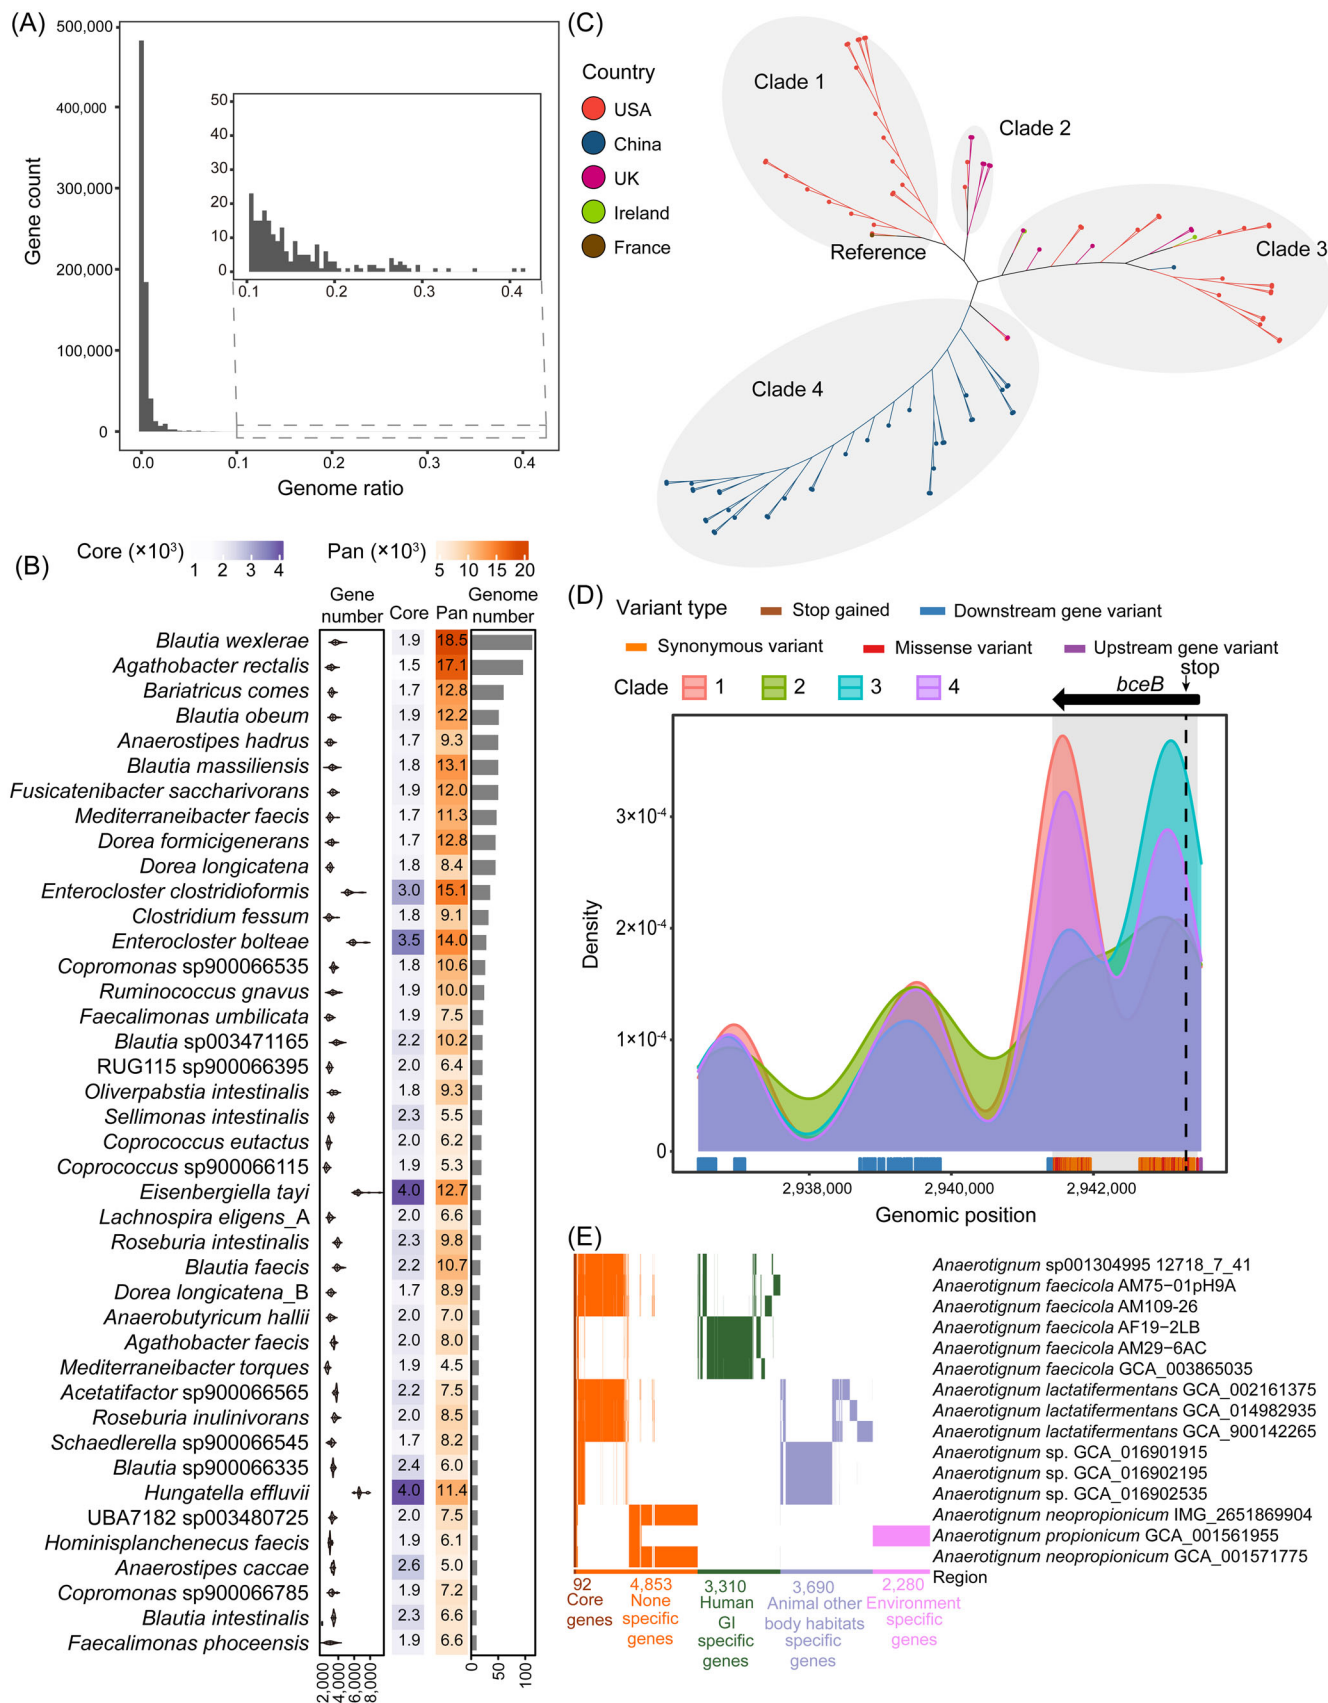 (A)
500,000
400,000
300,000
200,000
100,000
0
Gene count
50
40
30
20
10
0
0.1 0.2 0.3 0.4
0.0 0.1 0.2 0.3 0.4
Genome ratio
(C)
Country
USA
China
UK
Ireland
France
Clade 1
Clade 2
Reference
Clade 3
Clade 4
(B)
Core (×10³)
1 2 3 4
Pan (×10³)
5 10 15 20
Gene number Core Pan Genome number
Blautia wexlerae 1.9 18.5
Agathobacter rectalis 1.5 17.1
Bariatricus comes 1.7 12.8
Blautia obeum 1.9 12.2
Anaerostipes hadrus 1.7 9.3
Blautia massiliensis 1.8 13.1
Fusicatenibacter saccharivorans 1.9 12.0
Mediterraneibacter faecis 1.7 11.3
Dorea formicigenerans 1.7 12.8
Dorea longicatena 1.8 8.4
Enterocloster clostridioformis 3.0 15.1
Clostridium fessum 1.8 9.1
Enterocloster bolteae 3.5 14.0
Copromonas sp900066535 1.8 10.6
Ruminococcus gnavus 1.9 10.0
Faecalimonas umbilicata 1.9 7.5
Blautia sp003471165 2.2 10.2
RUG115 sp900066395 2.0 6.4
Oliverpabstia intestinalis 1.8 9.3
Sellimonas intestinalis 2.3 5.5
Coprococcus eutactus 2.0 6.2
Coprococcus sp900066115 1.9 5.3
Eisenbergiella tayi 4.0 12.7
Lachnospira eligens_A 2.0 6.6
Roseburia intestinalis 2.3 9.8
Blautia faecis 2.2 10.7
Dorea longicatena_B 1.7 8.9
Anaerobutyricum hallii 2.0 7.0
Agathobacter faecis 2.0 8.0
Mediterraneibacter torques 1.9 4.5
Acetatifactor sp900066565 2.2 7.5
Roseburia inulinivorans 2.0 8.5
Schaedlerella sp900066545 1.7 8.2
Blautia sp900066335 2.4 6.0
Hungatella effluvii 4.0 11.4
UBA7182 sp003480725 2.0 7.5
Hominisplanchenecus faecis 1.9 6.1
Anaerostipes caccae 2.6 5.0
Copromonas sp900066785 1.9 7.2
Blautia intestinalis 2.3 6.6
Faecalimonas phoceensis 1.9 6.6
2,000 4,000 6,000 8,000
0 50 100
(D)
Variant type
Stop gained
Downstream gene variant
Synonymous variant
Missense variant
Upstream gene variant
Clade 1 2 3 4
bceB
stop
3×10⁻⁴
2×10⁻⁴
1×10⁻⁴
0
Density
2,938,000 2,940,000 2,942,000
Genomic position
(E)
Anaerotignum sp001304995 12718_7_41
Anaerotignum faecicola AM75−01pH9A
Anaerotignum faecicola AM109-26
Anaerotignum faecicola AF19−2LB
Anaerotignum faecicola AM29−6AC
Anaerotignum faecicola GCA_003865035
Anaerotignum lactatifermentans GCA_002161375
Anaerotignum lactatifermentans GCA_014982935
Anaerotignum lactatifermentans GCA_900142265
Anaerotignum sp. GCA_016901915
Anaerotignum sp. GCA_016902195
Anaerotignum sp. GCA_016902535
Anaerotignum neopropionicum IMG_2651869904
Anaerotignum propionicum GCA_001561955
Anaerotignum neopropionicum GCA_001571775
Region
92
Core
genes
4,853
None
specific
genes
3,310
Human
GI
specific
genes
3,690
Animal other
body habitats
specific
genes
2,280
Environment
specific
genes